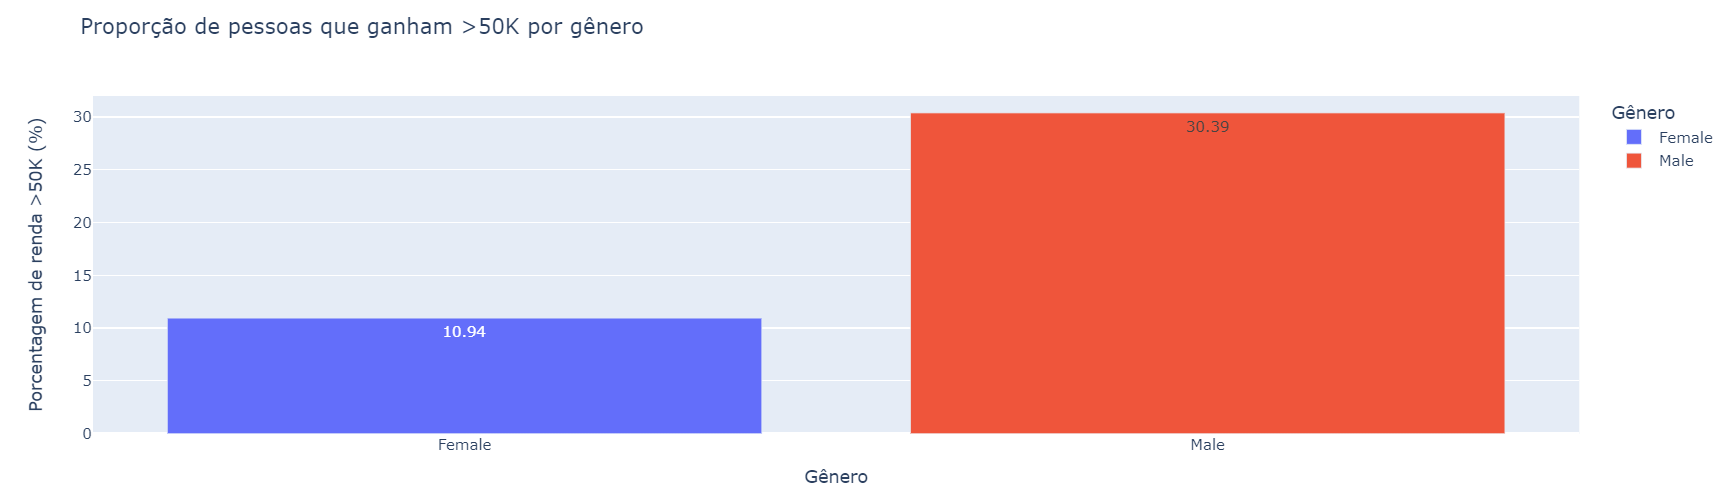 Proporção de pessoas que ganham >50K por gênero
Porcentagem de renda >50K (%)
30
25
20
15
10
5
0
10.94
30.39
Female
Male
Gênero
Gênero
Female
Male